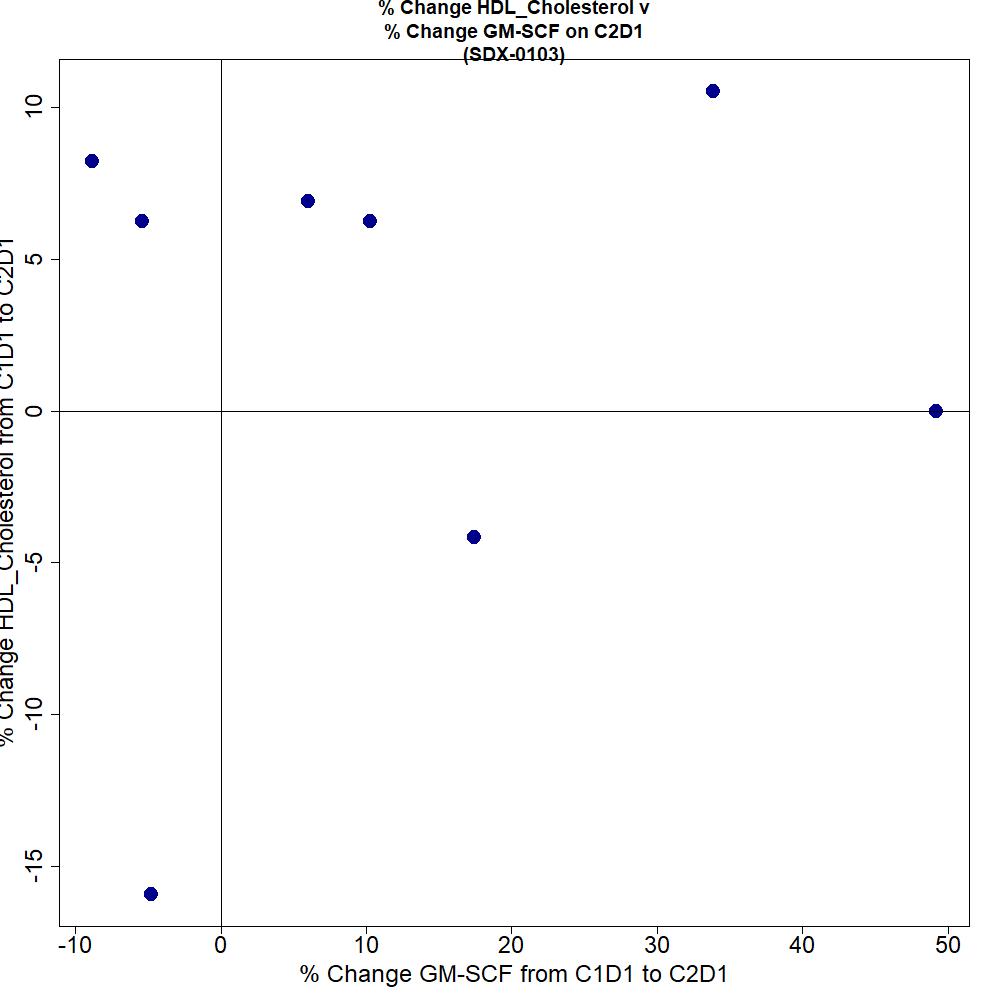 % Change HDL_Cholesterol v
% Change GM-SCF on C2D1
(SDX-0103)
% Change HDL_Cholesterol from C1D1 to C2D1
10
5
0
-5
-10
-15
-10 0 10 20 30 40 50
% Change GM-SCF from C1D1 to C2D1